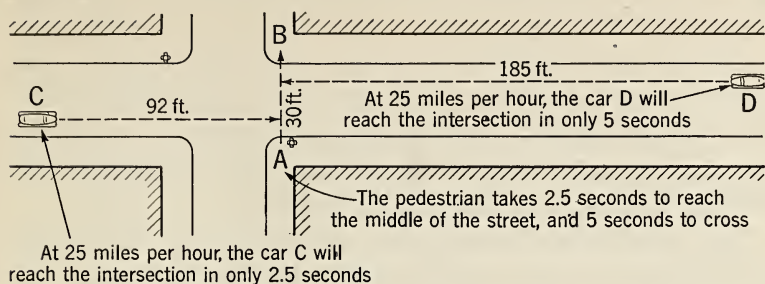 B
185 ft.
C
92 ft.
30 ft.
D
At 25 miles per hour, the car D will
reach the intersection in only 5 seconds
A
The pedestrian takes 2.5 seconds to reach
the middle of the street, and 5 seconds to cross
At 25 miles per hour, the car C will
reach the intersection in only 2.5 seconds